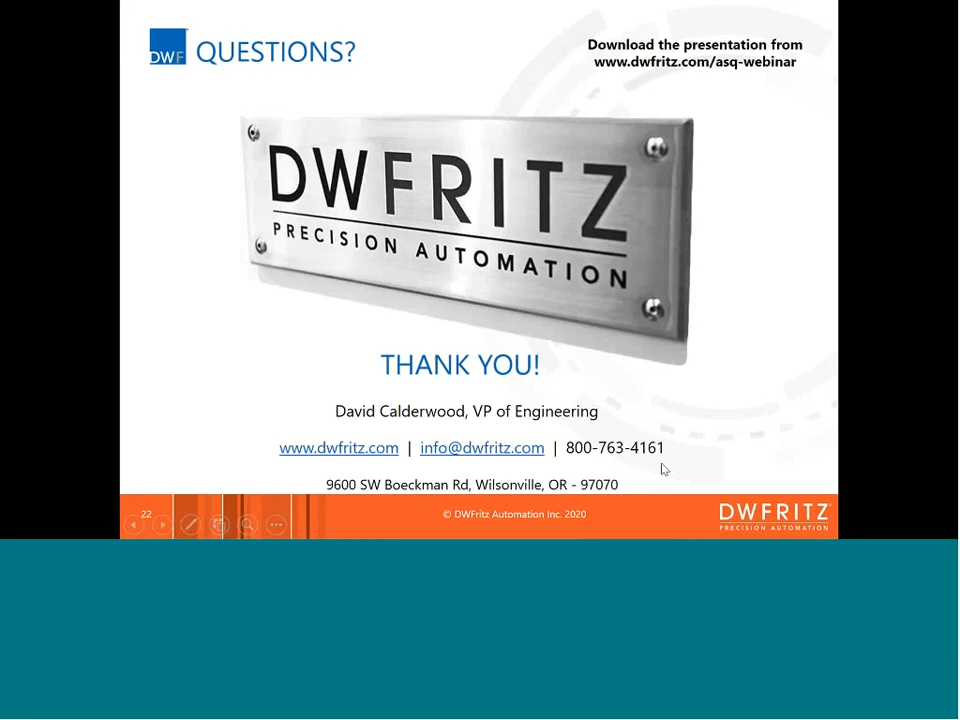 DWF
QUESTIONS?
Download the presentation from
www.dwfritz.com/asq-webinar
DWFRITZ
PRECISION AUTOMATION
THANK YOU!
David Calderwood, VP of Engineering
www.dwfritz.com | info@dwfritz.com | 800-763-4161
9600 SW Boeckman Rd, Wilsonville, OR - 97070
22
© DWFritz Automation Inc. 2020
DWFRITZ®
PRECISION AUTOMATION